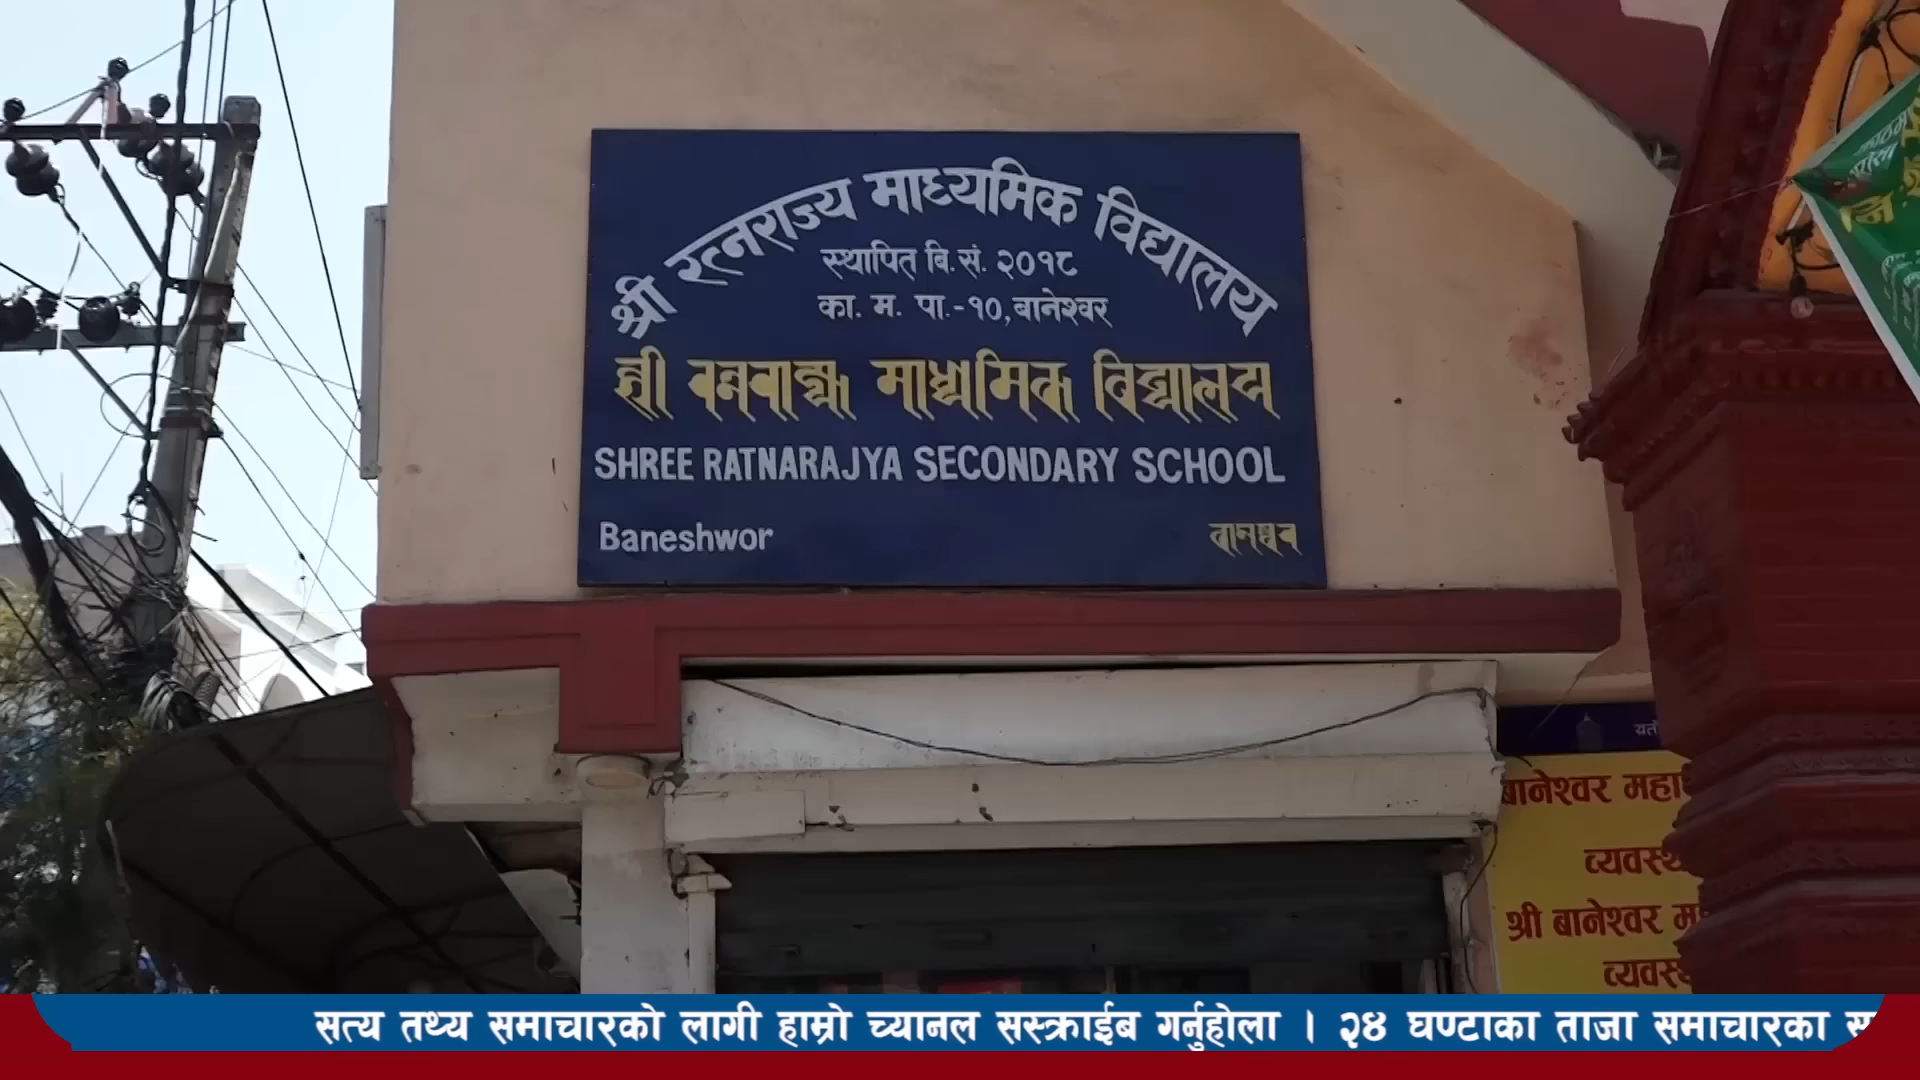 श्री रत्नराज्य माध्यमिक विद्यालय
स्थापित बि.सं. २०१८
का. म. पा.-१०, बानेश्वर
SHREE RATNARAJYA SECONDARY SCHOOL
Baneshwor
बानेश्वर
व्यवस्
श्री बानेश्वर म
व्यवस्
सत्य तथ्य समाचारको लागी हाम्रो च्यानल सस्क्राईब गर्नुहोला । २४ घण्टाका ताजा समाचारका